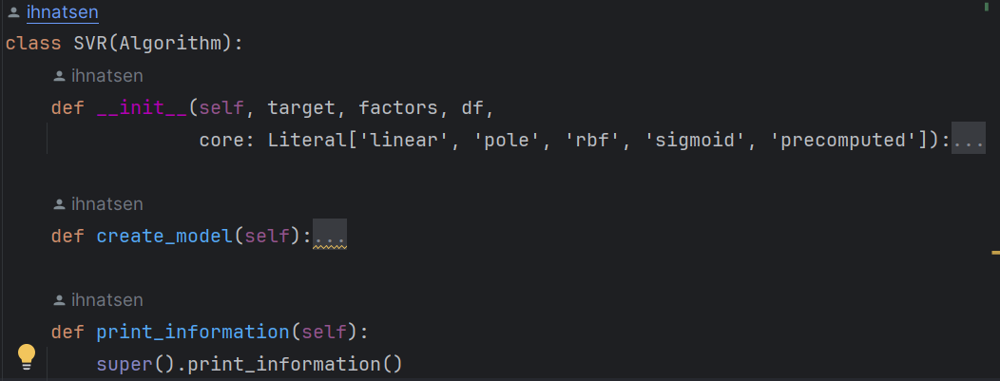 ihnatsen
class SVR(Algorithm):
ihnatsen
def __init__(self, target, factors, df,
core: Literal['linear', 'pole', 'rbf', 'sigmoid', 'precomputed']):...
ihnatsen
def create_model(self):...
ihnatsen
def print_information(self):
super().print_information()